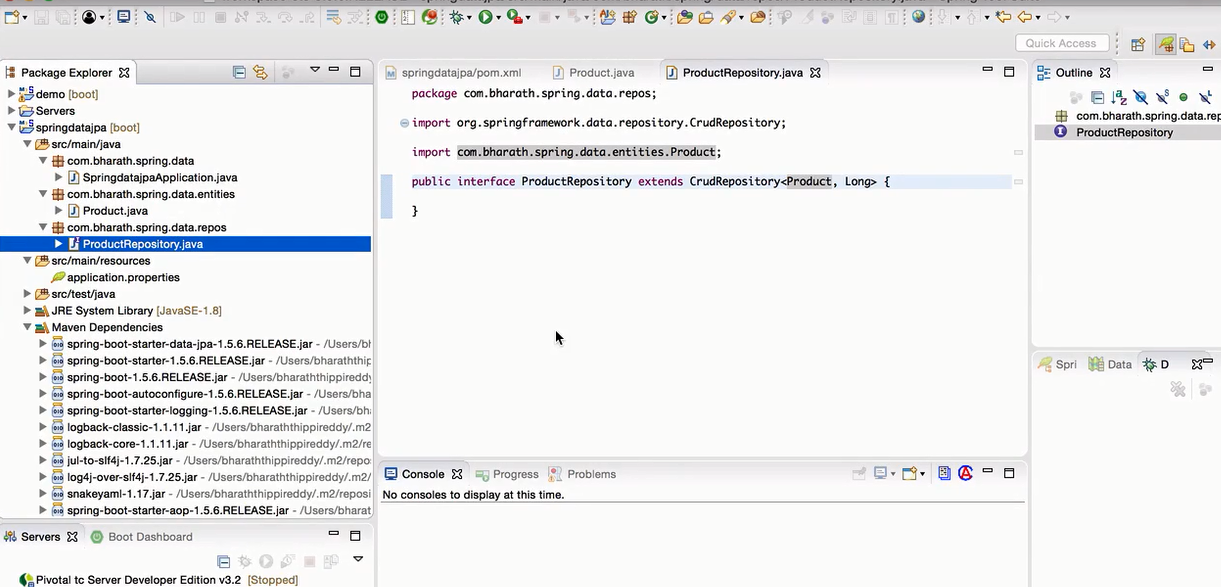 Quick Access
Package Explorer
demo [boot]
Servers
springdatajpa [boot]
src/main/java
com.bharath.spring.data
SpringdatajpaApplication.java
com.bharath.spring.data.entities
Product.java
com.bharath.spring.data.repos
ProductRepository.java
src/main/resources
application.properties
src/test/java
JRE System Library [JavaSE-1.8]
Maven Dependencies
spring-boot-starter-data-jpa-1.5.6.RELEASE.jar - /Users/bh
spring-boot-starter-1.5.6.RELEASE.jar - /Users/bharaththip
spring-boot-1.5.6.RELEASE.jar - /Users/bharaththippireddy
spring-boot-autoconfigure-1.5.6.RELEASE.jar - /Users/bhar
spring-boot-starter-logging-1.5.6.RELEASE.jar - /Users/bha
logback-classic-1.1.11.jar - /Users/bharaththippireddy/.m2/
logback-core-1.1.11.jar - /Users/bharaththippireddy/.m2/re
jul-to-slf4j-1.7.25.jar - /Users/bharaththippireddy/.m2/repo
log4j-over-slf4j-1.7.25.jar - /Users/bharaththippireddy/.m2
snakeyaml-1.17.jar - /Users/bharaththippireddy/.m2/reposi
spring-boot-starter-aop-1.5.6.RELEASE.jar - /Users/bharat
Servers
Boot Dashboard
Pivotal tc Server Developer Edition v3.2 [Stopped]
springdatajpa/pom.xml
Product.java
ProductRepository.java
package com.bharath.spring.data.repos;
import org.springframework.data.repository.CrudRepository;
import com.bharath.spring.data.entities.Product;
public interface ProductRepository extends CrudRepository<Product, Long> {
}
Console
Progress
Problems
No consoles to display at this time.
Outline
com.bharath.spring.data.rep
ProductRepository
Spri
Data
D